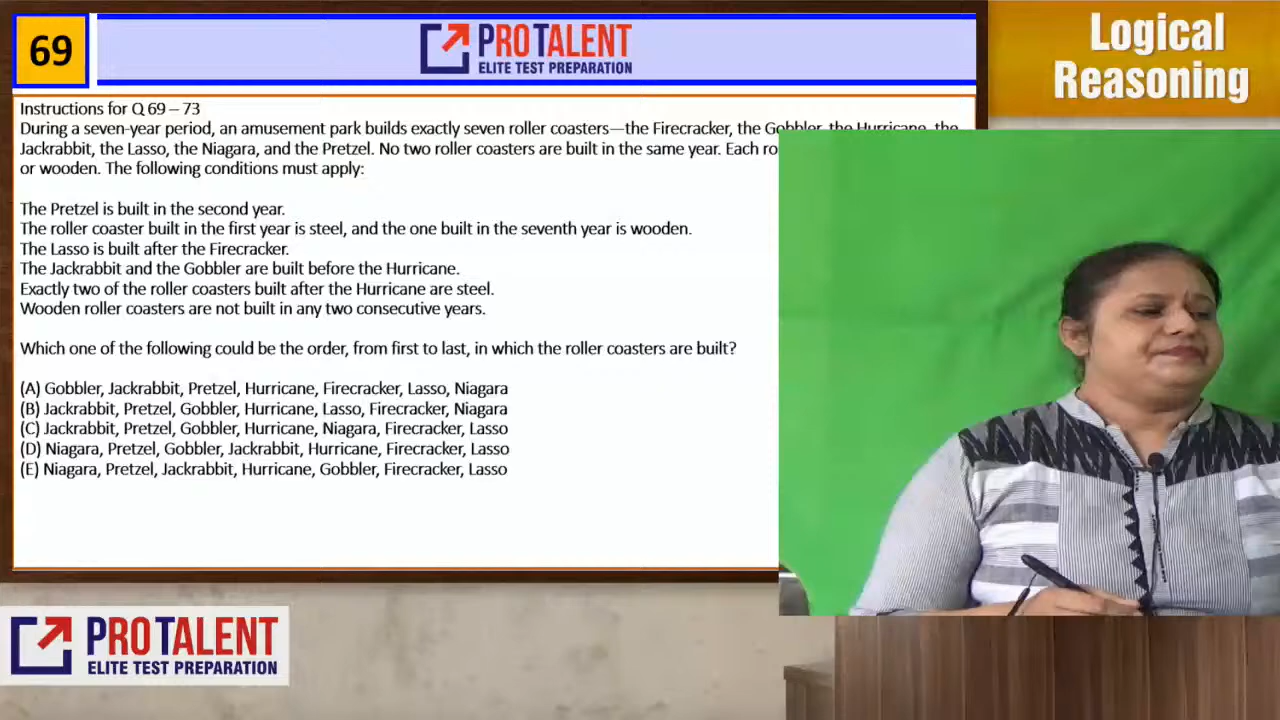 69
PROTALENT
ELITE TEST PREPARATION
Logical
Reasoning
Instructions for Q 69 – 73
During a seven-year period, an amusement park builds exactly seven roller coasters—the Firecracker, the Gobbler, the Hurricane, the
Jackrabbit, the Lasso, the Niagara, and the Pretzel. No two roller coasters are built in the same year. Each
or wooden. The following conditions must apply:
The Pretzel is built in the second year.
The roller coaster built in the first year is steel, and the one built in the seventh year is wooden.
The Lasso is built after the Firecracker.
The Jackrabbit and the Gobbler are built before the Hurricane.
Exactly two of the roller coasters built after the Hurricane are steel.
Wooden roller coasters are not built in any two consecutive years.
Which one of the following could be the order, from first to last, in which the roller coasters are built?
(A) Gobbler, Jackrabbit, Pretzel, Hurricane, Firecracker, Lasso, Niagara
(B) Jackrabbit, Pretzel, Gobbler, Hurricane, Lasso, Firecracker, Niagara
(C) Jackrabbit, Pretzel, Gobbler, Hurricane, Niagara, Firecracker, Lasso
(D) Niagara, Pretzel, Gobbler, Jackrabbit, Hurricane, Firecracker, Lasso
(E) Niagara, Pretzel, Jackrabbit, Hurricane, Gobbler, Firecracker, Lasso
PROTALENT
ELITE TEST PREPARATION